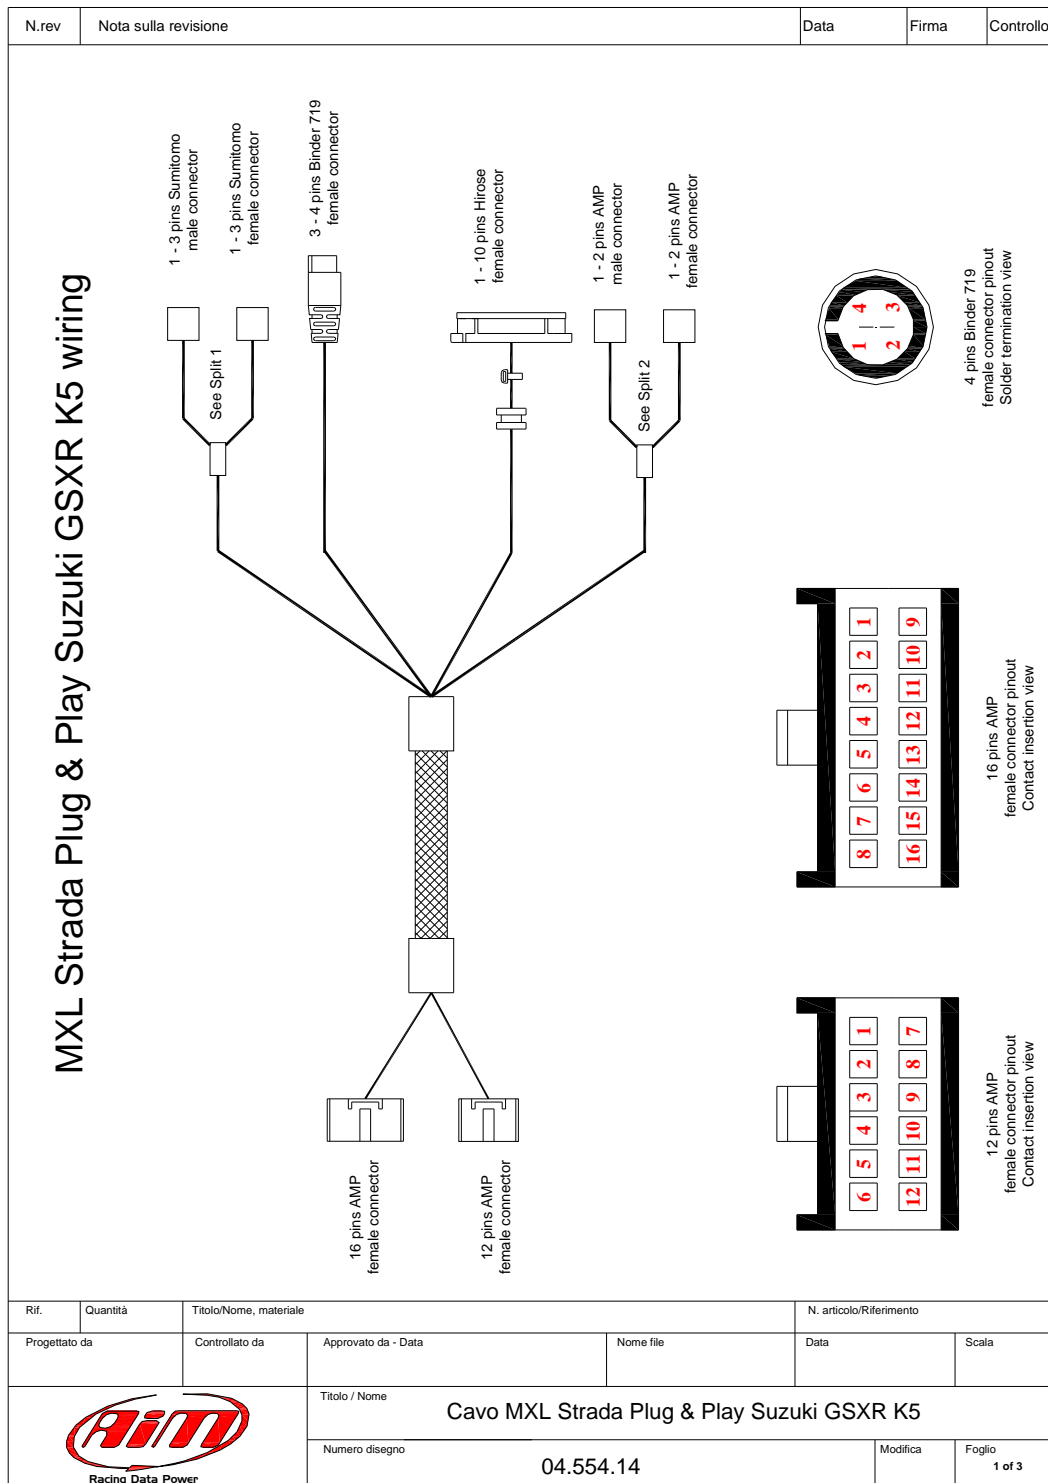 N.rev
Nota sulla revisione
Data
Firma
Controllo
MXL Strada Plug & Play Suzuki GSXR K5 wiring
1 - 3 pins Sumitomo
male connector
1 - 3 pins Sumitomo
female connector
3 - 4 pins Binder 719
female connector
1 - 10 pins Hirose
female connector
1 - 2 pins AMP
male connector
1 - 2 pins AMP
female connector
See Split 1
See Split 2
1 4
2 3
4 pins Binder 719
female connector pinout
Solder termination view
1 2 3 4 5 6 7 8
9 10 11 12 13 14 15 16
16 pins AMP
female connector pinout
Contact insertion view
1 2 3 4 5 6
7 8 9 10 11 12
12 pins AMP
female connector pinout
Contact insertion view
16 pins AMP
female connector
12 pins AMP
female connector
Rif.
Quantità
Titolo/Nome, materiale
N. articolo/Riferimento
Progettato da
Controllato da
Approvato da - Data
Nome file
Data
Scala
AiM
Racing Data Power
Titolo / Nome
Cavo MXL Strada Plug & Play Suzuki GSXR K5
Numero disegno
04.554.14
Modifica
Foglio
1 of 3